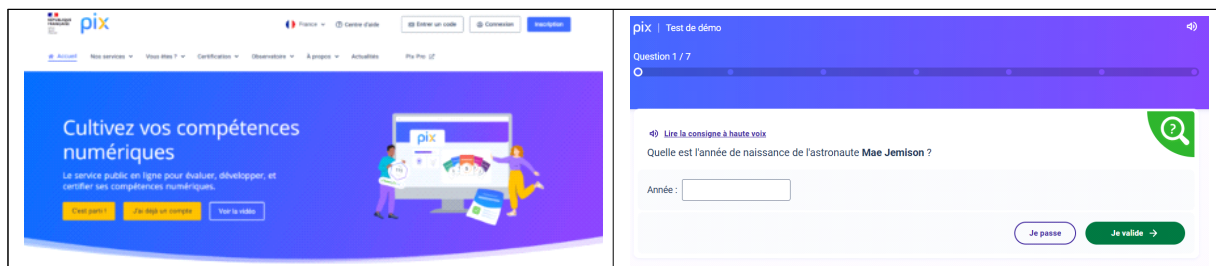 RÉPUBLIQUE
FRANÇAISE
pix
France
Centre d'aide
Entrer un code
Connexion
Inscription
Accueil
Nos services
Vous êtes ?
Certification
Observatoire
À propos
Actualités
Pix Pro
Cultivez vos compétences
numériques
Le service public en ligne pour évaluer, développer, et
certifier ses compétences numériques.
C'est parti !
J'ai déjà un compte
Voir la vidéo
pix
pix | Test de démo
Question 1 / 7
Lire la consigne à haute voix
Quelle est l'année de naissance de l'astronaute Mae Jemison ?
Année :
Je passe
Je valide →